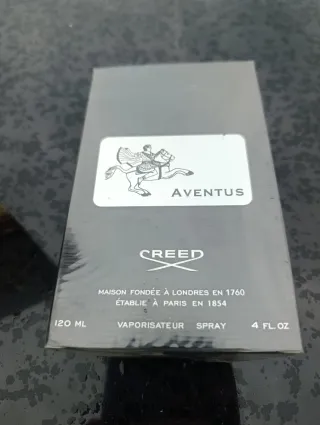 AVENTUS
CREED
MAISON FONDÉE À LONDRES EN 1760
ÉTABLIE À PARIS EN 1854
120 ML VAPORISATEUR SPRAY 4 FL.OZ